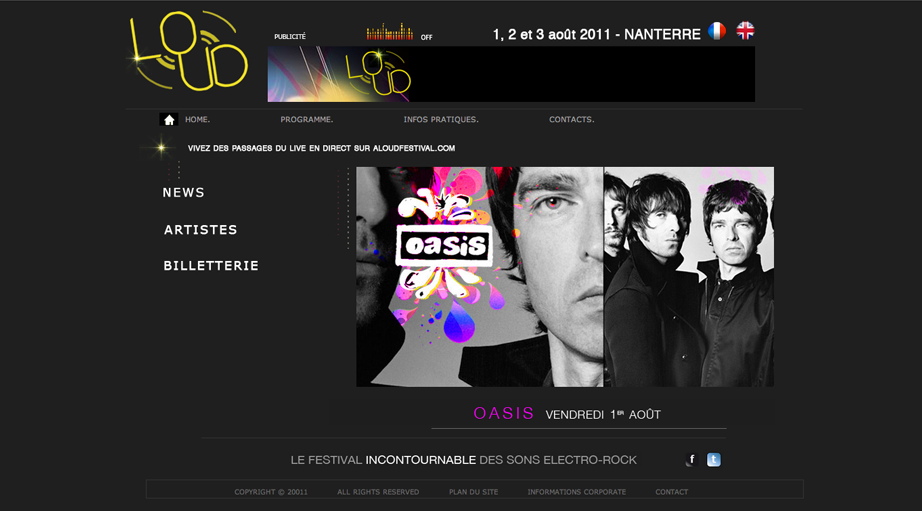 LOUD
PUBLICITÉ
OFF
1, 2 et 3 août 2011 - NANTERRE
LOUD
HOME.
PROGRAMME.
INFOS PRATIQUES.
CONTACTS.
VIVEZ DES PASSAGES DU LIVE EN DIRECT SUR ALOUDFESTIVAL.COM
NEWS
ARTISTES
BILLETTERIE
oasis
OASIS VENDREDI 1ER AOÛT
LE FESTIVAL INCONTOURNABLE DES SONS ELECTRO-ROCK
f t
COPYRIGHT © 20011
ALL RIGHTS RESERVED
PLAN DU SITE
INFORMATIONS CORPORATE
CONTACT